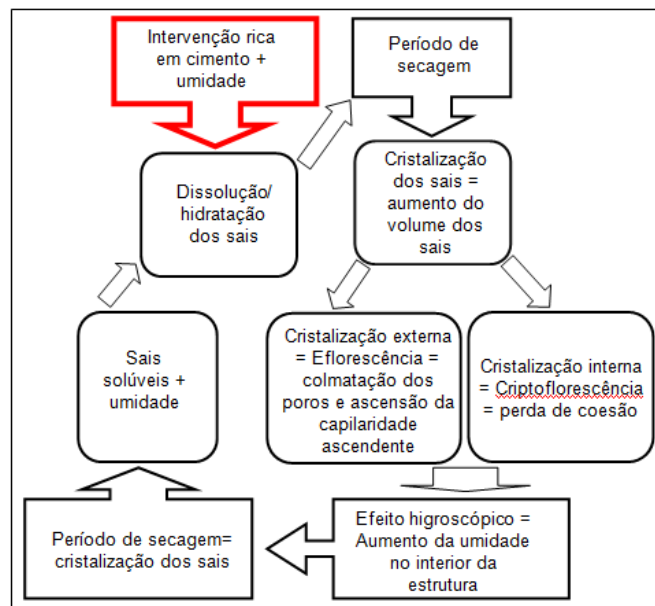 Intervenção rica
em cimento +
umidade
Período de
secagem
Dissolução/
hidratação
dos sais
Cristalização
dos sais =
aumento do
volume dos
sais
Sais
solúveis +
umidade
Cristalização externa
= Eflorescência =
colmatação dos
poros e ascensão da
capilaridade
ascendente
Cristalização interna
= Criptoflorescência
= perda de coesão
Período de secagem=
cristalização dos sais
Efeito higroscópico =
Aumento da umidade
no interior da
estrutura